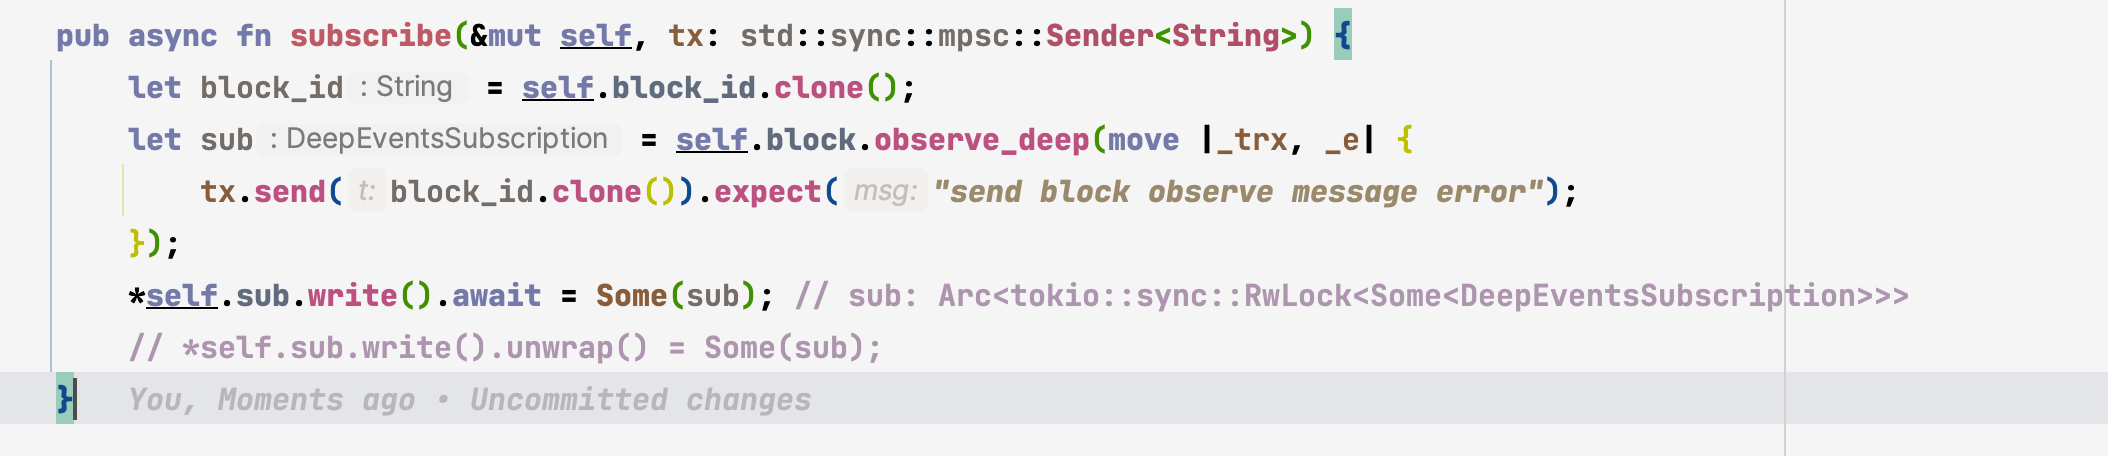 pub async fn subscribe(&mut self, tx: std::sync::mpsc::Sender<String>) {
let block_id : String = self.block_id.clone();
let sub : DeepEventsSubscription = self.block.observe_deep(move |_trx, _e| {
tx.send( t: block_id.clone()).expect( msg: "send block observe message error");
});
*self.sub.write().await = Some(sub); // sub: Arc<tokio::sync::RwLock<Some<DeepEventsSubscription>>>
// *self.sub.write().unwrap() = Some(sub);
} You, Moments ago • Uncommitted changes